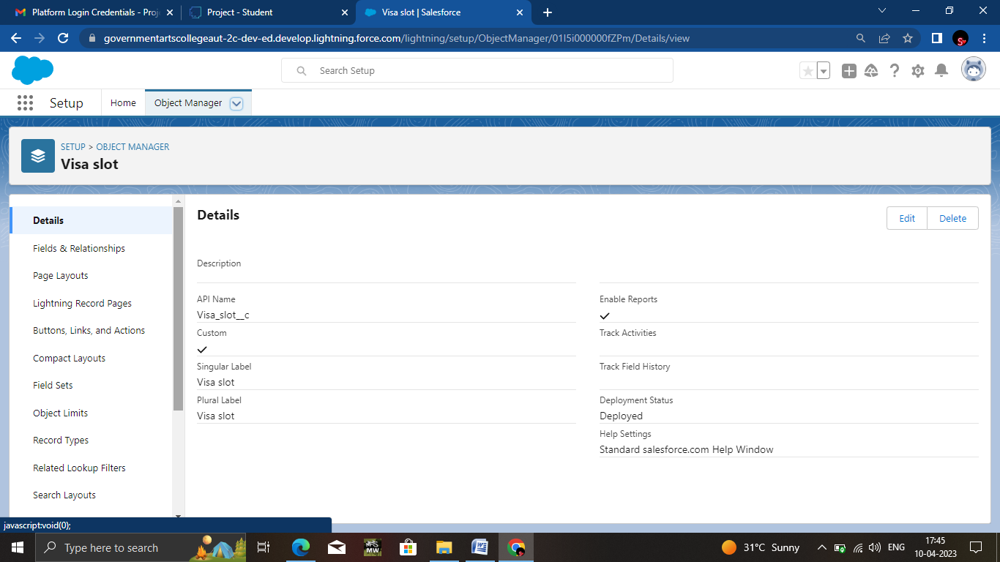 Platform Login Credentials - Proj
Project - Student
Visa slot | Salesforce
governmentartscollegeaut-2c-dev-ed.develop.lightning.force.com/lightning/setup/ObjectManager/01I5i000000fZPm/Details/view
Search Setup
Setup
Home
Object Manager
SETUP > OBJECT MANAGER
Visa slot
Details
Fields & Relationships
Page Layouts
Lightning Record Pages
Buttons, Links, and Actions
Compact Layouts
Field Sets
Object Limits
Record Types
Related Lookup Filters
Search Layouts
Details
Edit
Delete
Description
API Name
Visa_slot__c
Custom
Singular Label
Visa slot
Plural Label
Visa slot
Enable Reports
Track Activities
Track Field History
Deployment Status
Deployed
Help Settings
Standard salesforce.com Help Window
javascript:void(0);
Type here to search
MW
31°C Sunny
ENG
17:45
10-04-2023